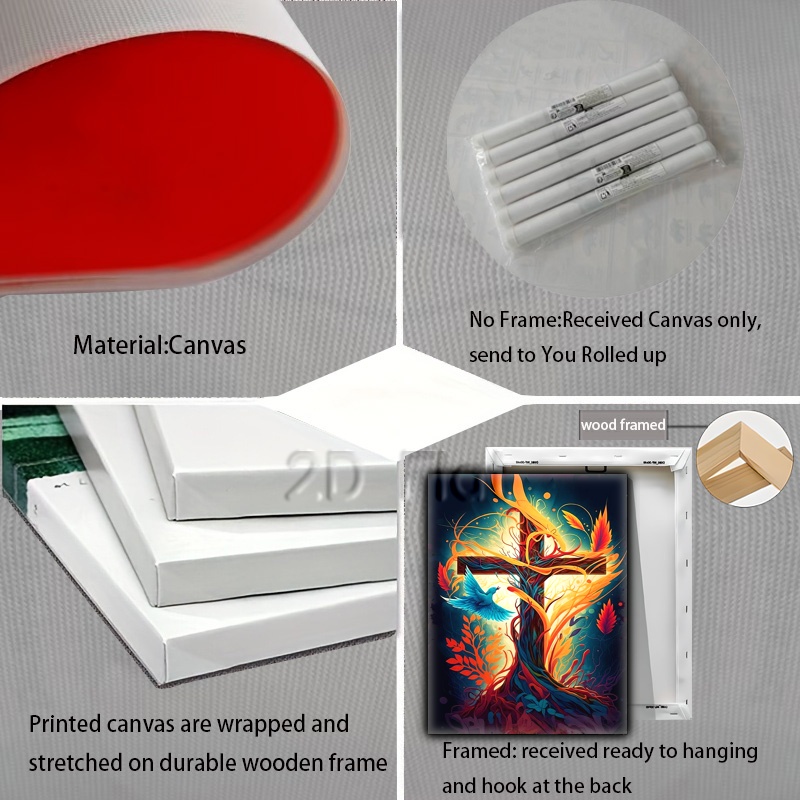 Material:Canvas
No Frame:Received Canvas only,
send to You Rolled up
wood framed
2D
Printed canvas are wrapped and
stretched on durable wooden frame
Framed: received ready to hanging
and hook at the back